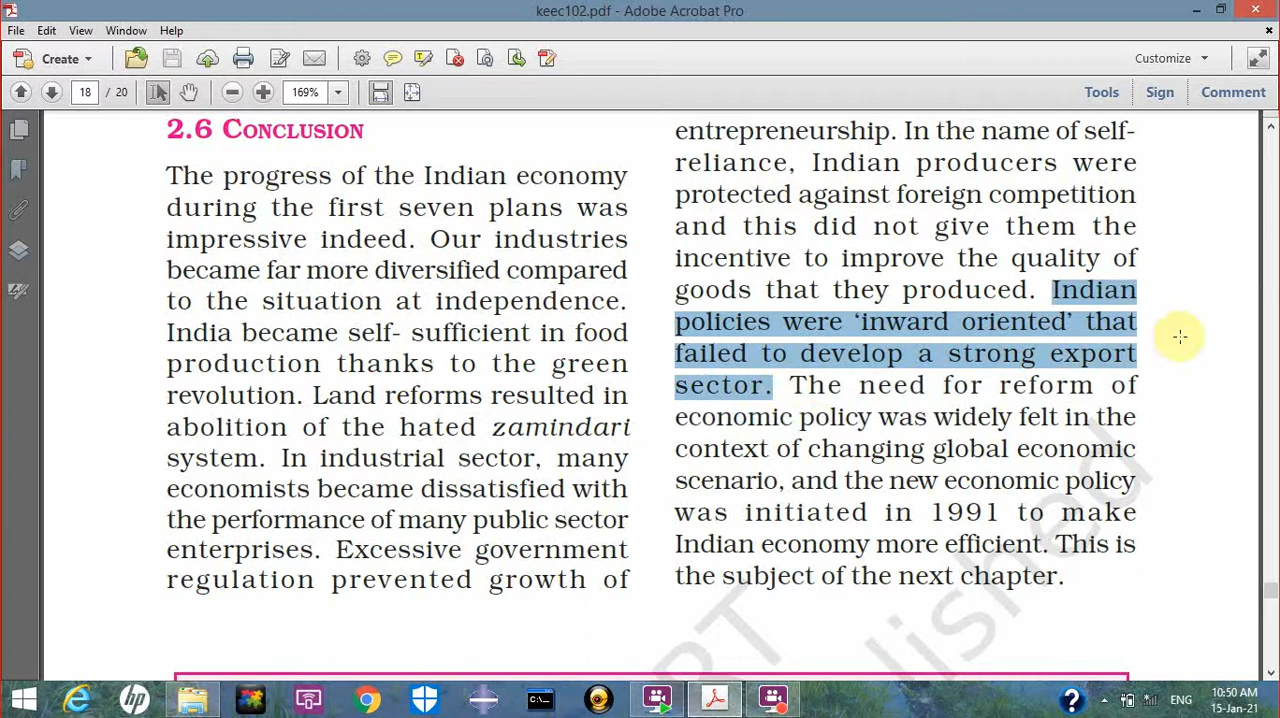 keec102.pdf - Adobe Acrobat Pro
File Edit View Window Help
Create
Customize
18 / 20
169%
Tools Sign Comment
2.6 CONCLUSION
The progress of the Indian economy
during the first seven plans was
impressive indeed. Our industries
became far more diversified compared
to the situation at independence.
India became self- sufficient in food
production thanks to the green
revolution. Land reforms resulted in
abolition of the hated zamindari
system. In industrial sector, many
economists became dissatisfied with
the performance of many public sector
enterprises. Excessive government
regulation prevented growth of
entrepreneurship. In the name of self-
reliance, Indian producers were
protected against foreign competition
and this did not give them the
incentive to improve the quality of
goods that they produced. Indian
policies were ‘inward oriented’ that
failed to develop a strong export
sector. The need for reform of
economic policy was widely felt in the
context of changing global economic
scenario, and the new economic policy
was initiated in 1991 to make
Indian economy more efficient. This is
the subject of the next chapter.
hp
C:\_
ENG
10:50 AM
15-Jan-21